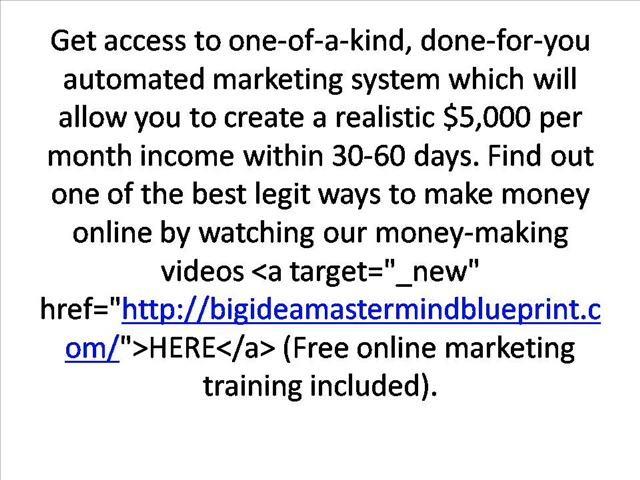 Get access to one-of-a-kind, done-for-you
automated marketing system which will
allow you to create a realistic $5,000 per
month income within 30-60 days. Find out
one of the best legit ways to make money
online by watching our money-making
videos <a target="_new"
href="http://bigideamastermindblueprint.c
om/">HERE</a> (Free online marketing
training included).